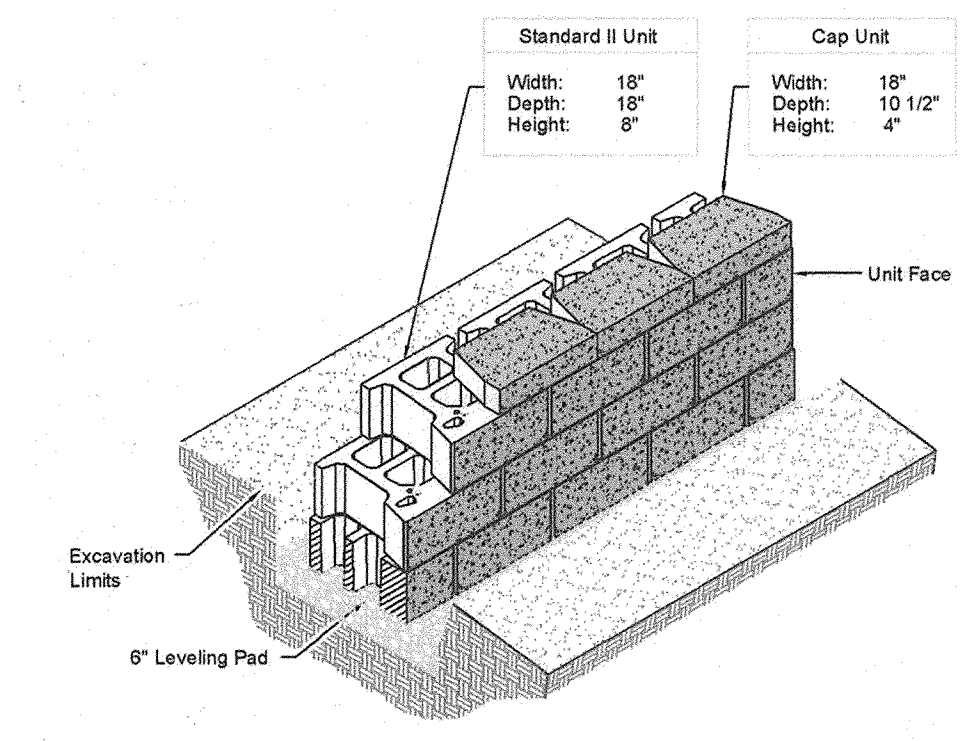 Standard II Unit
Width: 18"
Depth: 18"
Height: 8"
Cap Unit
Width: 18"
Depth: 10 1/2"
Height: 4"
Unit Face
Excavation
Limits
6" Leveling Pad